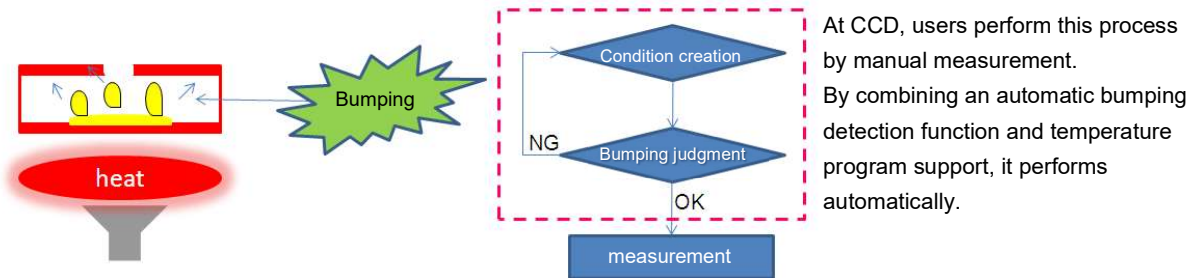 heat
Bumping
Condition creation
NG
Bumping judgment
OK
measurement
At CCD, users perform this process
by manual measurement.
By combining an automatic bumping
detection function and temperature
program support, it performs
automatically.